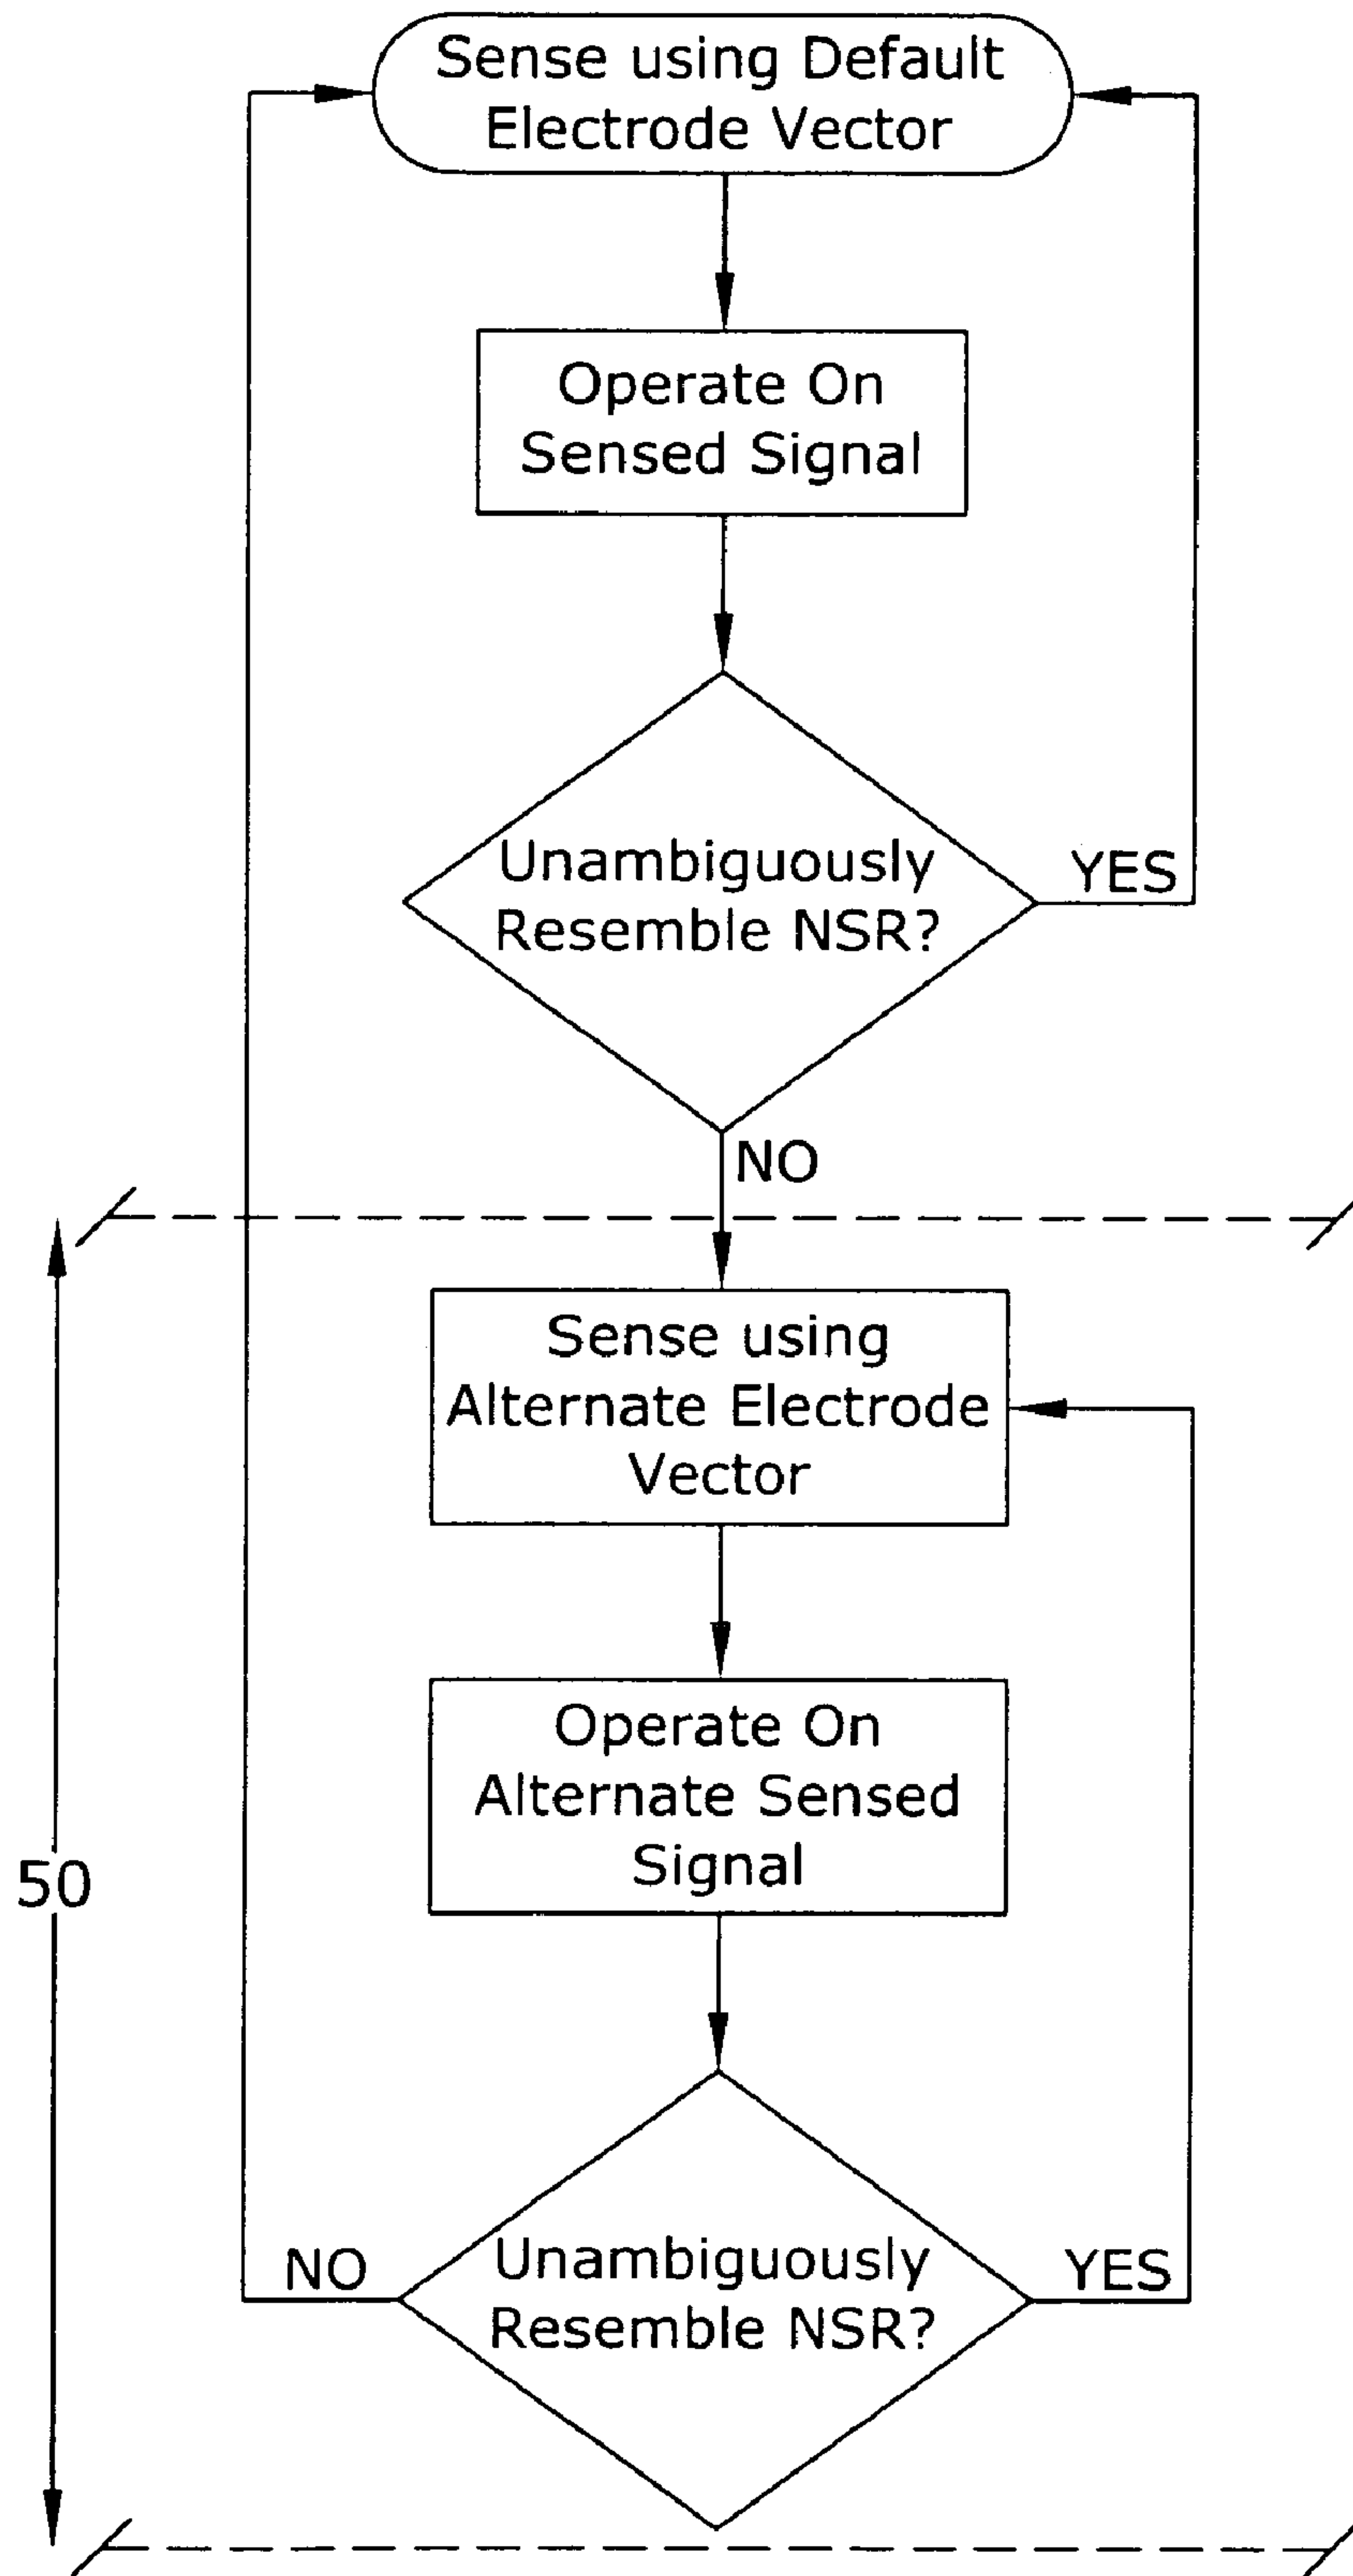 Sense using Default
Electrode Vector
Operate On
Sensed Signal
Unambiguously
Resemble NSR?
YES
NO
Sense using
Alternate Electrode
Vector
Operate On
Alternate Sensed
Signal
50
Unambiguously
Resemble NSR?
NO
YES